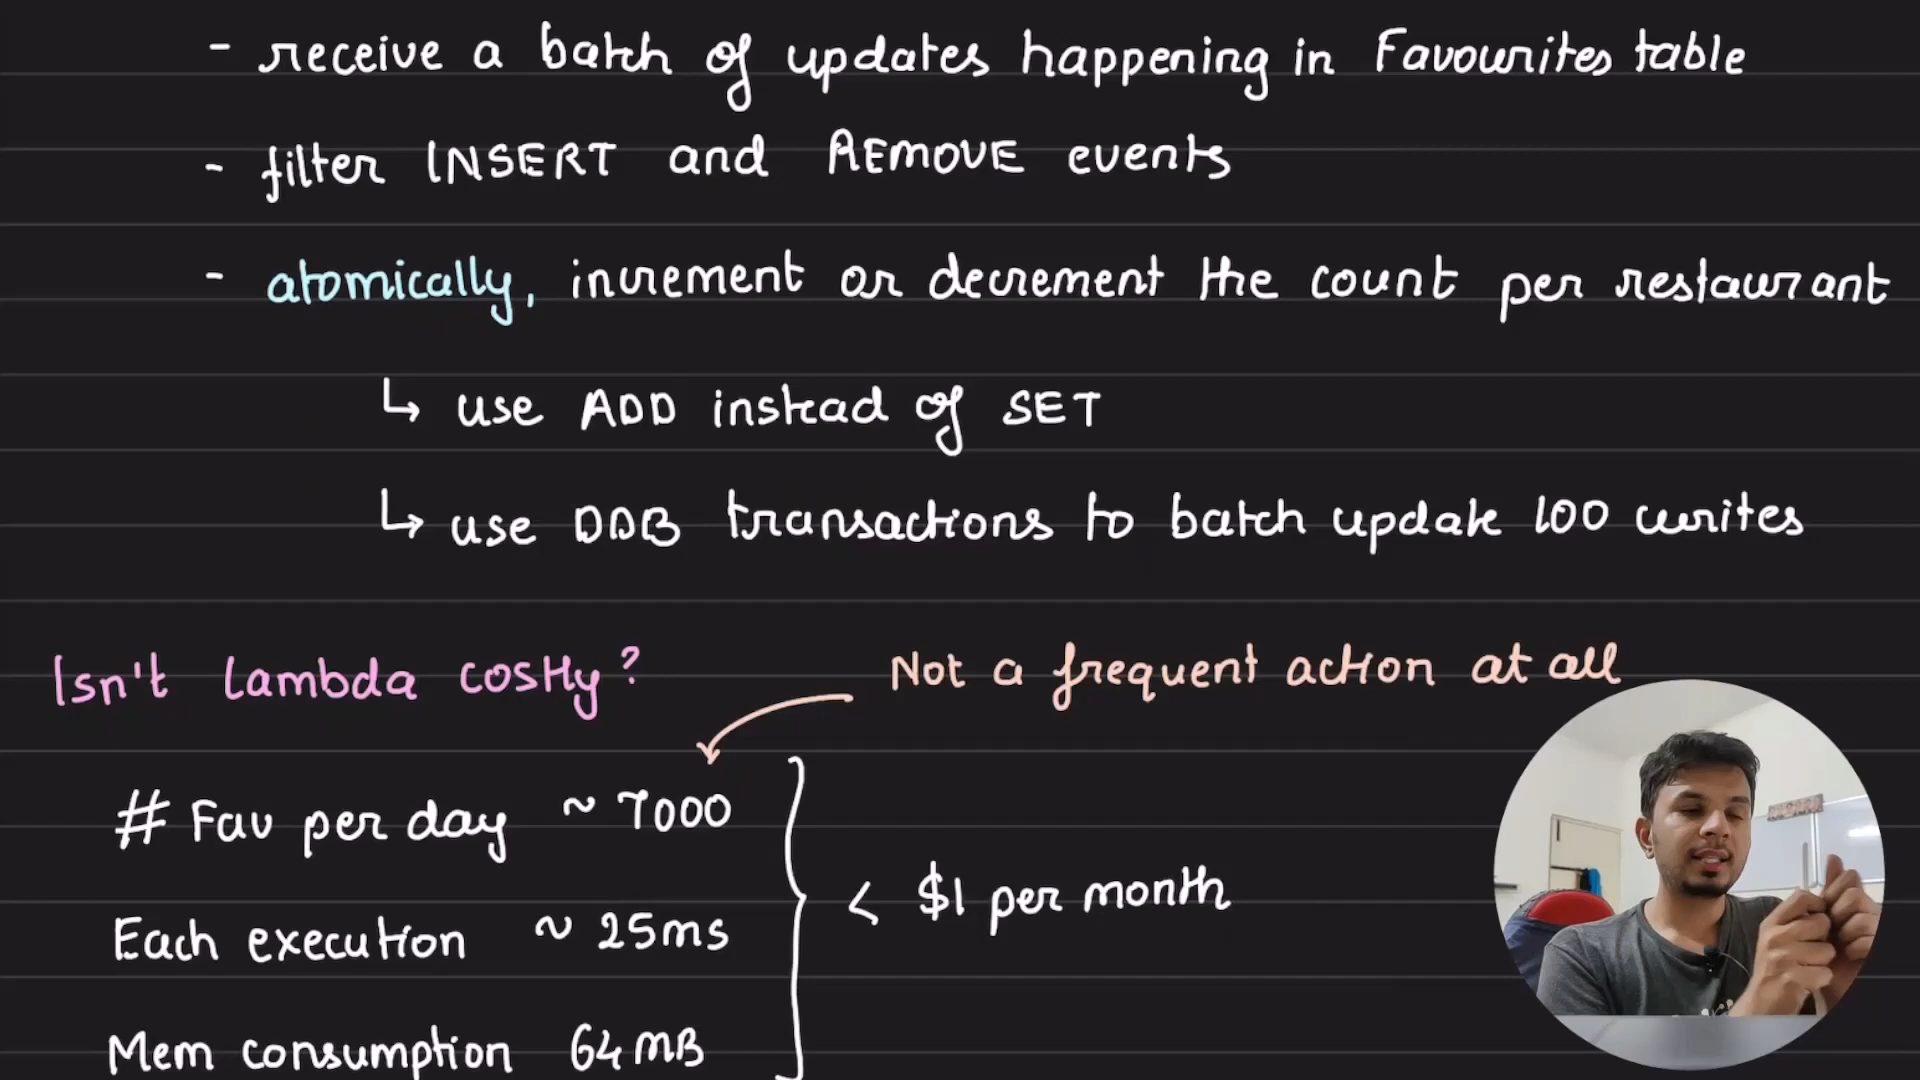 - receive a batch of updates happening in Favourites table
- filter INSERT and REMOVE events
- atomically, increment or decrement the count per restaurant
↳ use ADD instead of SET
↳ use DDB transactions to batch update 100 writes
Isn't lambda costly? Not a frequent action at all
# Fav per day ~ 7000
< $1 per month
Each execution ~ 25ms
Mem consumption 64 MB